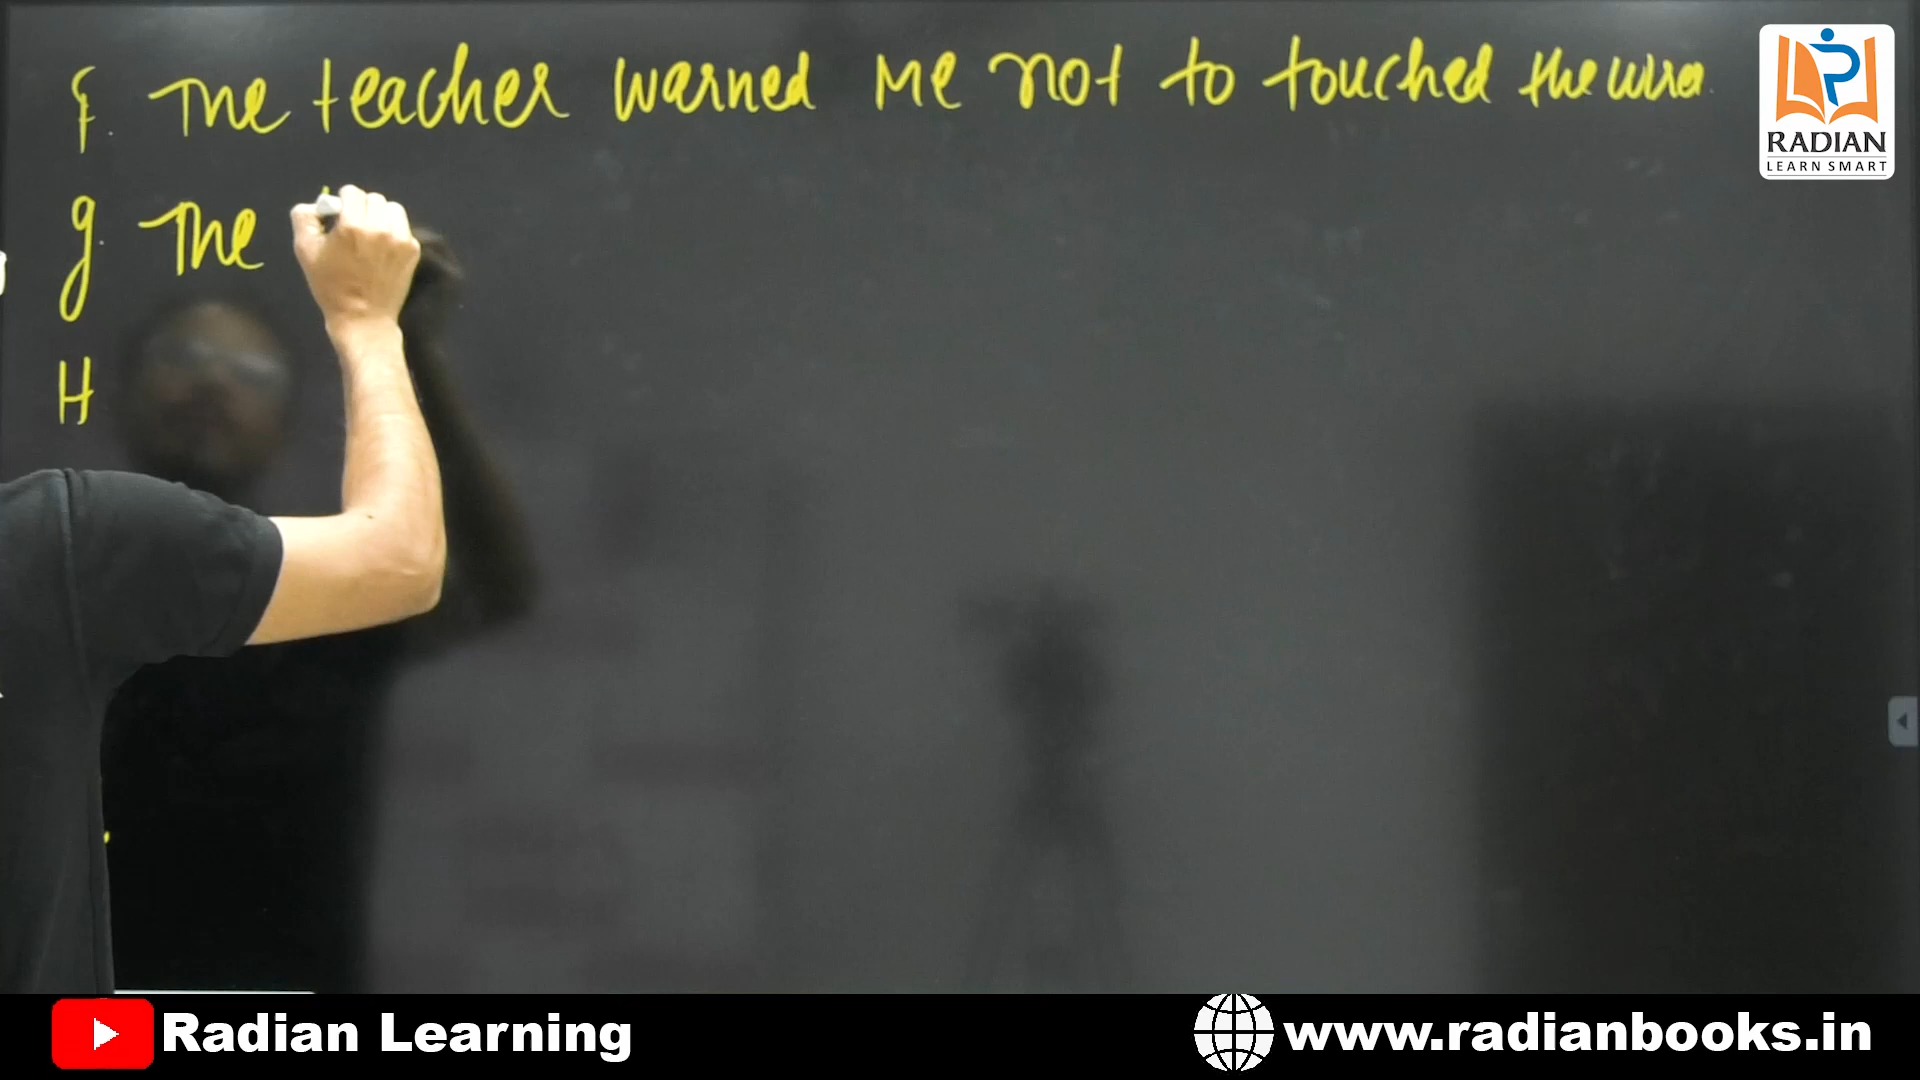 f. The teacher warned me not to touched the wire.
g. The t
H
RADIAN
LEARN SMART
Radian Learning
www.radianbooks.in